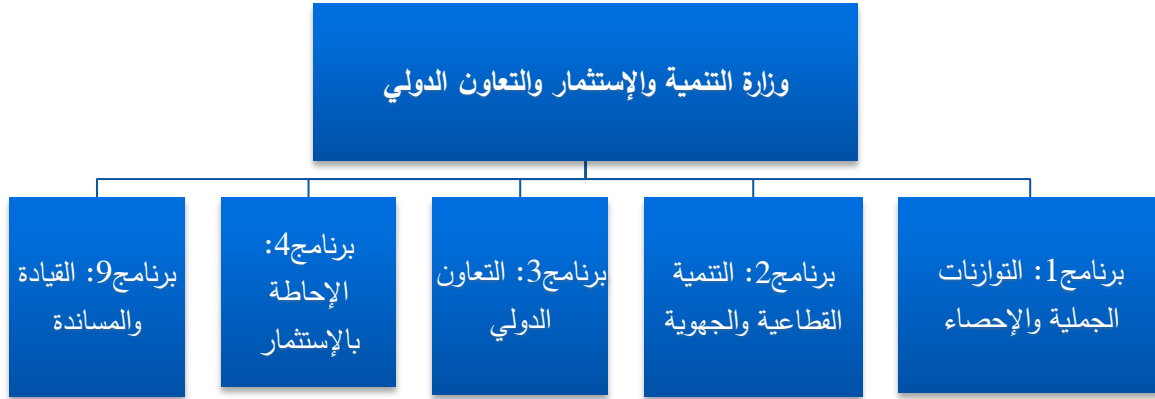 وزارة التنمية والإستثمار والتعاون الدولي
برنامج1: التوازنات
الجملية والإحصاء
برنامج2: التنمية
القطاعية والجهوية
برنامج3: التعاون
الدولي
برنامج4:
الإحاطة
بالإستثمار
برنامج9: القيادة
والمساندة